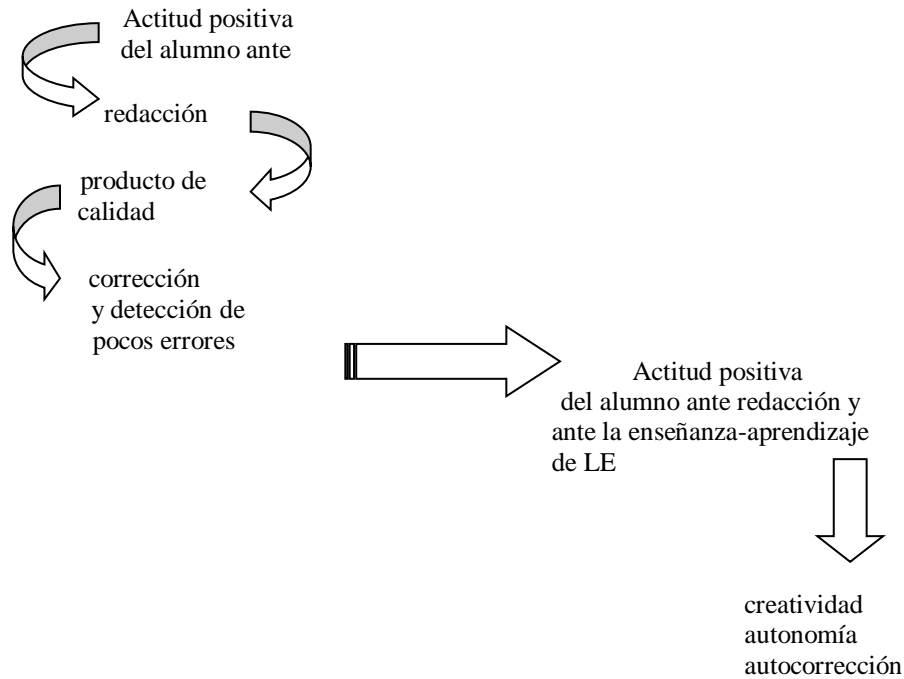 Actitud positiva
del alumno ante
redacción
producto de
calidad
corrección
y detección de
pocos errores
Actitud positiva
del alumno ante redacción y
ante la enseñanza-aprendizaje
de LE
creatividad
autonomía
autocorrección